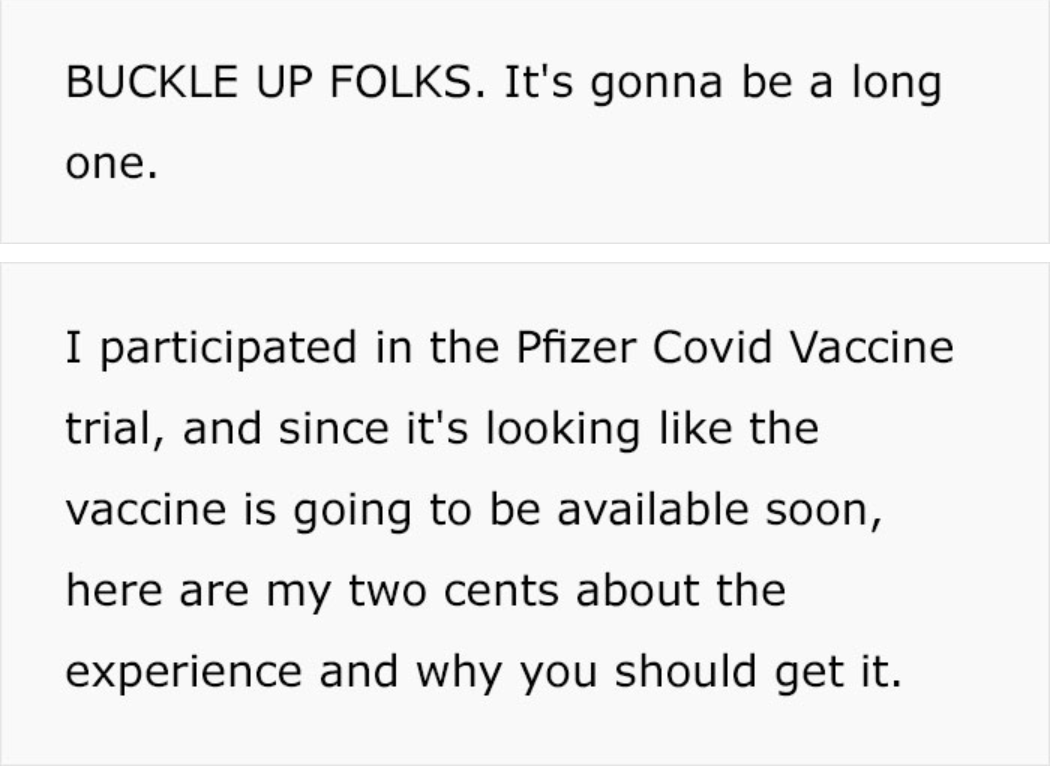 BUCKLE UP FOLKS. It's gonna be a long
one.
I participated in the Pfizer Covid Vaccine
trial, and since it's looking like the
vaccine is going to be available soon,
here are my two cents about the
experience and why you should get it.